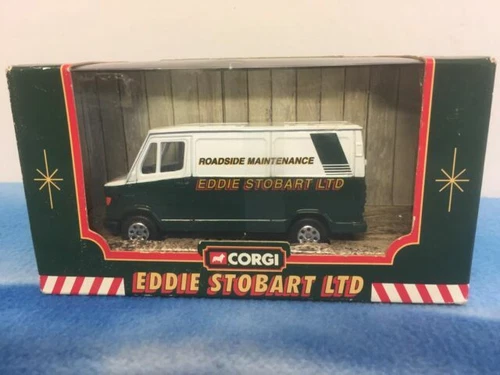 ROADSIDE MAINTENANCE
EDDIE STOBART LTD
CORGI
EDDIE STOBART LTD